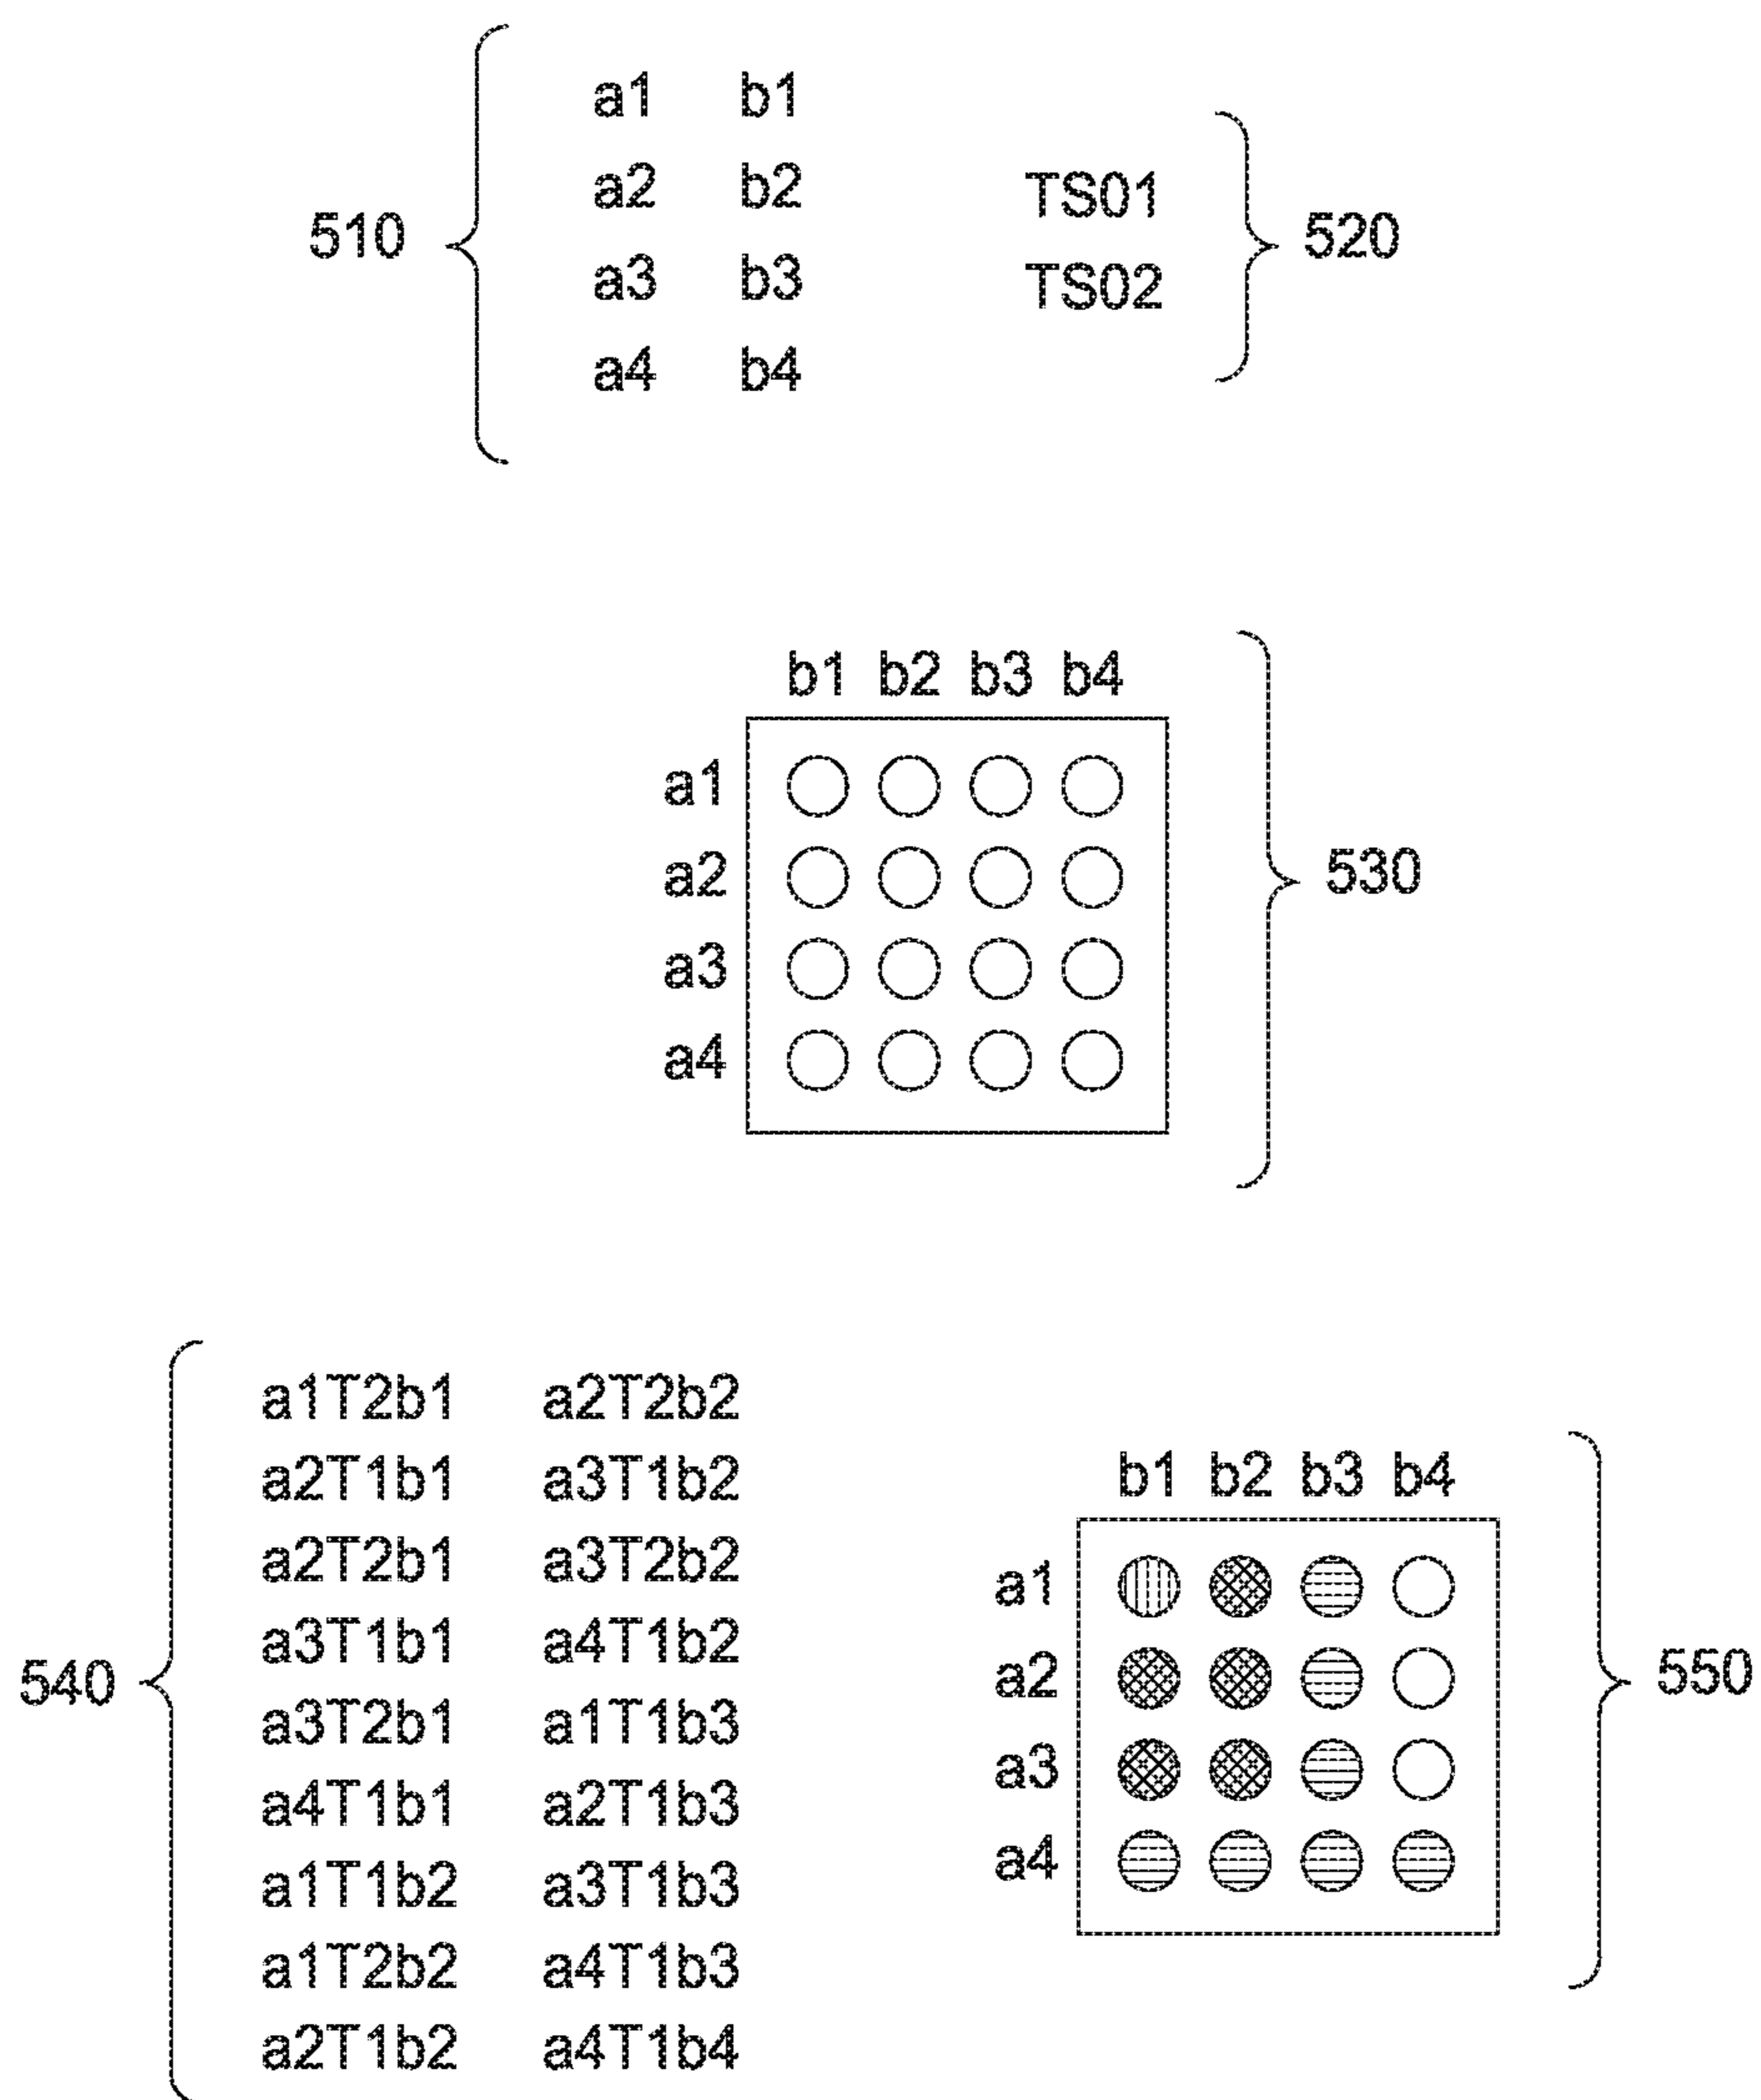 a1 b1
a2 b2
a3 b3
a4 b4
510
TS01
TS02
520
b1 b2 b3 b4
a1
a2
a3
a4
530
540
a1T2b1 a2T2b2
a2T1b1 a3T1b2
a2T2b1 a3T2b2
a3T1b1 a4T1b2
a3T2b1 a1T1b3
a4T1b1 a2T1b3
a1T1b2 a3T1b3
a1T2b2 a4T1b3
a2T1b2 a4T1b4
b1 b2 b3 b4
a1
a2
a3
a4
550